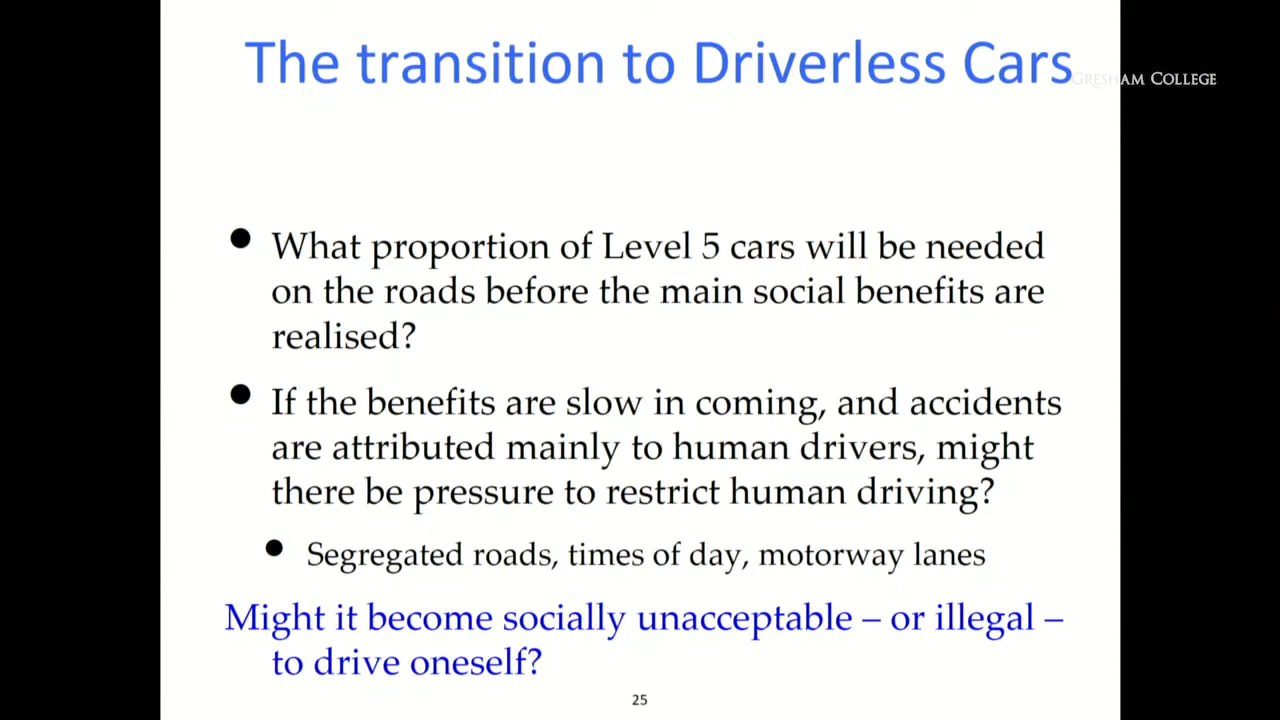 The transition to Driverless Cars
GRESHAM COLLEGE
• What proportion of Level 5 cars will be needed
on the roads before the main social benefits are
realised?
• If the benefits are slow in coming, and accidents
are attributed mainly to human drivers, might
there be pressure to restrict human driving?
• Segregated roads, times of day, motorway lanes
Might it become socially unacceptable – or illegal –
to drive oneself?
25